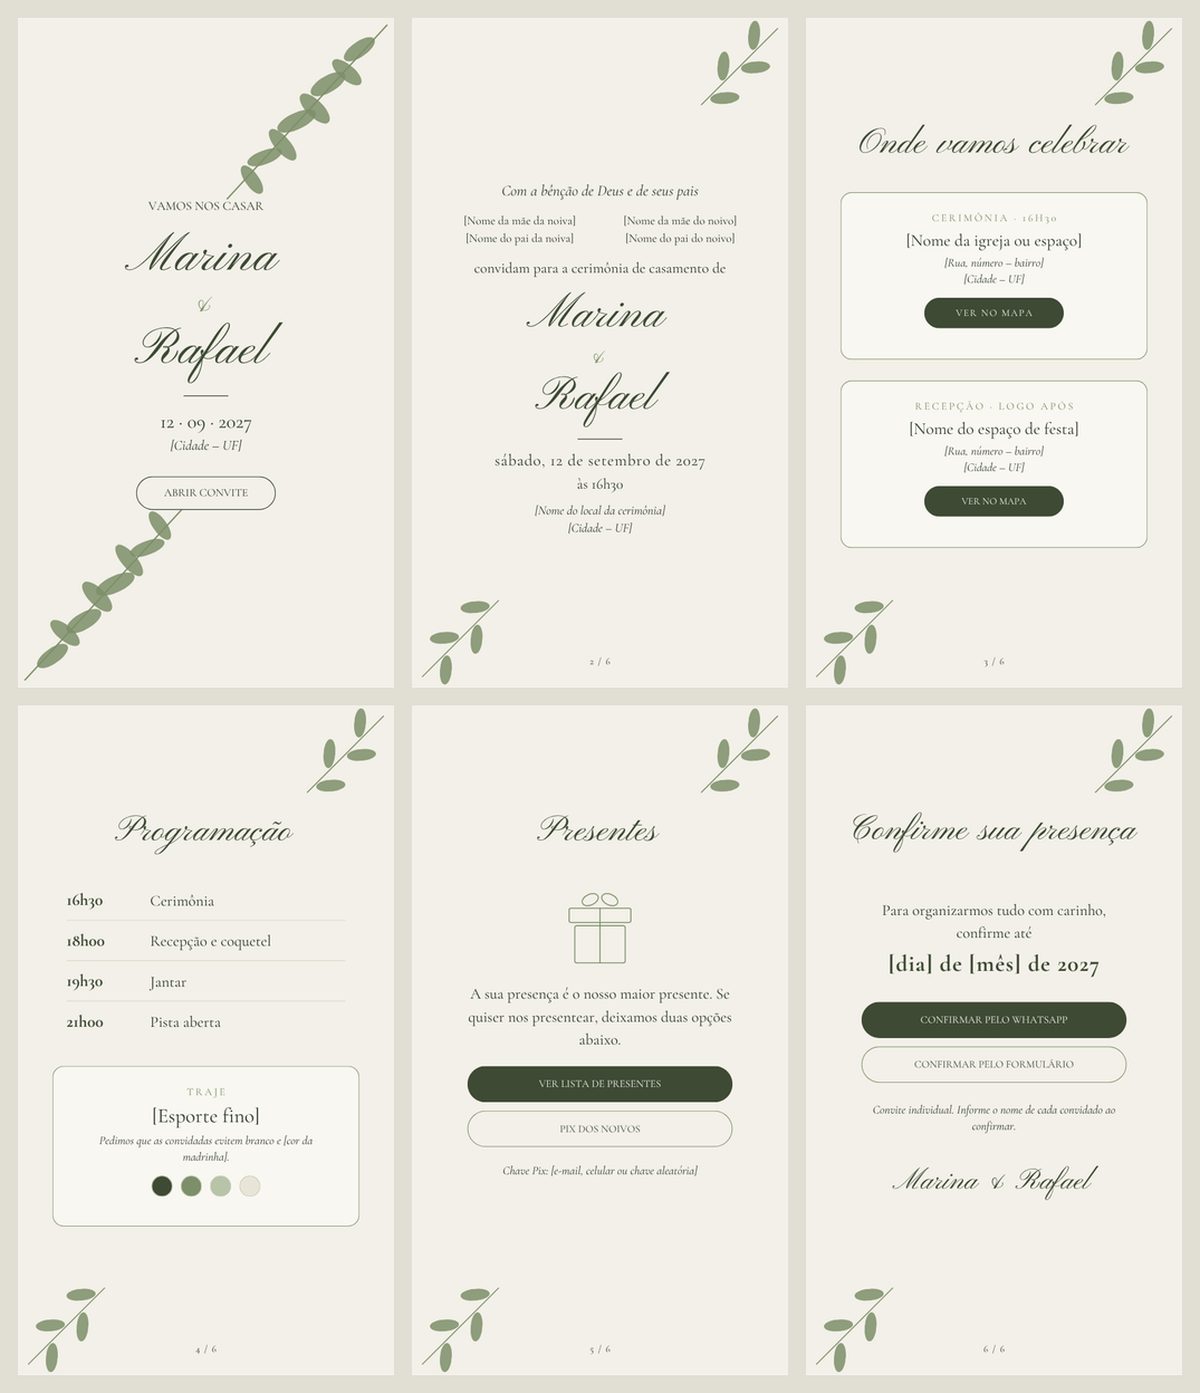 VAMOS NOS CASAR
Marina
&
Rafael
12 · 09 · 2027
[Cidade – UF]
ABRIR CONVITE
Com a bénção de Deus e de seus pais
[Nome da mãe da noiva] [Nome da mãe do noivo]
[Nome do pai da noiva] [Nome do pai do noivo]
convidam para a cerimônia de casamento de
Marina
&
Rafael
sábado, 12 de setembro de 2027
às 16h30
[Nome do local da cerimônia]
[Cidade – UF]
2 / 6
Onde vamos celebrar
CERIMÔNIA · 16H30
[Nome da igreja ou espaço]
[Rua, número – bairro]
[Cidade – UF]
VER NO MAPA
RECEPÇÃO · LOGO APÓS
[Nome do espaço de festa]
[Rua, número – bairro]
[Cidade – UF]
VER NO MAPA
3 / 6
Programação
16h30 Cerimônia
18h00 Recepção e coquetel
19h30 Jantar
21h00 Pista aberta
TRAJE
[Esporte fino]
Pedimos que as convidadas evitem branco e [cor da
madrinha].
4 / 6
Presentes
A sua presença é o nosso maior presente. Se
quiser nos presentear, deixamos duas opções
abaixo.
VER LISTA DE PRESENTES
PIX DOS NOIVOS
Chave Pix: [e-mail, celular ou chave aleatória]
5 / 6
Confirme sua presença
Para organizarmos tudo com carinho,
confirme até
[dia] de [mês] de 2027
CONFIRMAR PELO WHATSAPP
CONFIRMAR PELO FORMULÁRIO
Convite individual. Informe o nome de cada convidado ao
confirmar.
Marina & Rafael
6 / 6